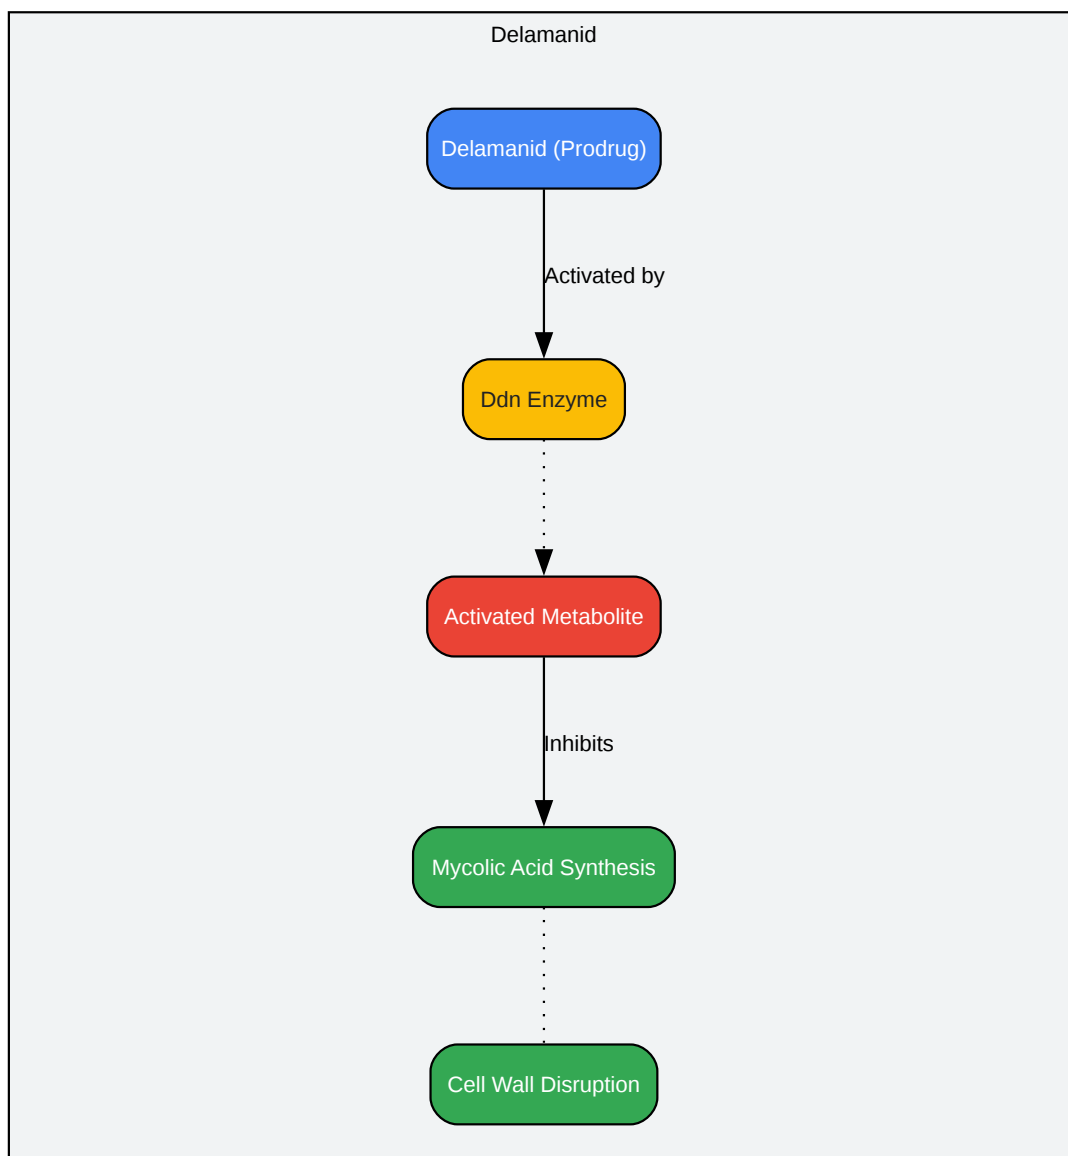 Delamanid
Delamanid (Prodrug)
Activated by
Ddn Enzyme
Activated Metabolite
Inhibits
Mycolic Acid Synthesis
Cell Wall Disruption